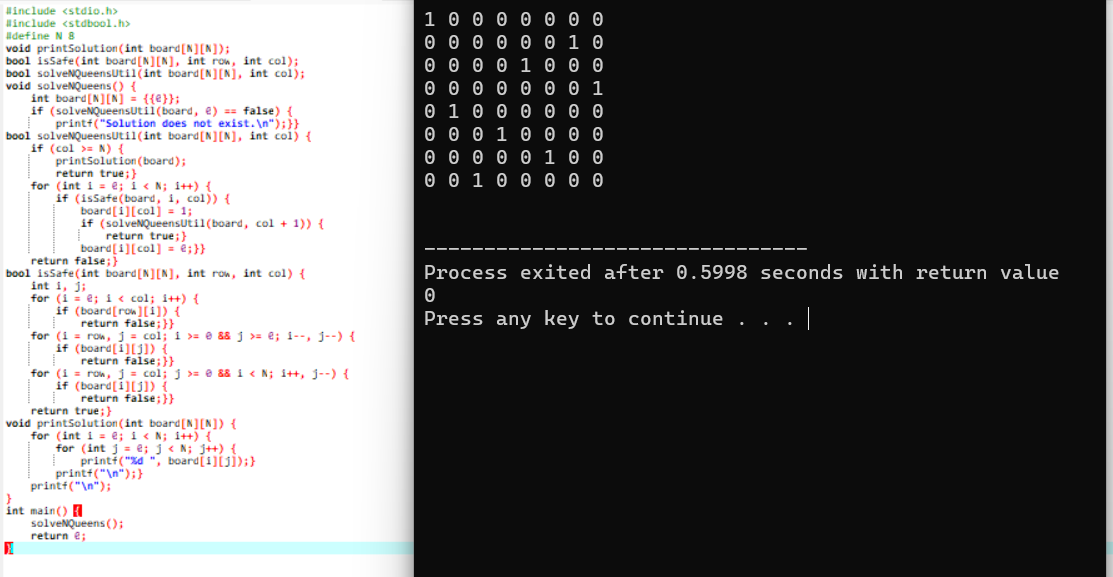 #include <stdio.h>
#include <stdbool.h>
#define N 8
void printSolution(int board[N][N]);
bool isSafe(int board[N][N], int row, int col);
bool solveNQueensUtil(int board[N][N], int col);
void solveNQueens() {
    int board[N][N] = {{0}};
    if (solveNQueensUtil(board, 0) == false) {
        printf("Solution does not exist.\n");}}
bool solveNQueensUtil(int board[N][N], int col) {
    if (col >= N) {
        printSolution(board);
        return true;}
    for (int i = 0; i < N; i++) {
        if (isSafe(board, i, col)) {
            board[i][col] = 1;
            if (solveNQueensUtil(board, col + 1)) {
                return true;}
            board[i][col] = 0;}}
    return false;}
bool isSafe(int board[N][N], int row, int col) {
    int i, j;
    for (i = 0; i < col; i++) {
        if (board[row][i]) {
            return false;}}
    for (i = row, j = col; i >= 0 && j >= 0; i--, j--) {
        if (board[i][j]) {
            return false;}}
    for (i = row, j = col; j >= 0 && i < N; i++, j--) {
        if (board[i][j]) {
            return false;}}
    return true;}
void printSolution(int board[N][N]) {
    for (int i = 0; i < N; i++) {
        for (int j = 0; j < N; j++) {
            printf("%d ", board[i][j]);}
        printf("\n");}
    printf("\n");
}
int main() {
    solveNQueens();
    return 0;
}
1 0 0 0 0 0 0 0
0 0 0 0 0 0 1 0
0 0 0 0 1 0 0 0
0 0 0 0 0 0 0 1
0 1 0 0 0 0 0 0
0 0 0 1 0 0 0 0
0 0 0 0 0 1 0 0
0 0 1 0 0 0 0 0
--------------------------------
Process exited after 0.5998 seconds with return value
0
Press any key to continue . . .